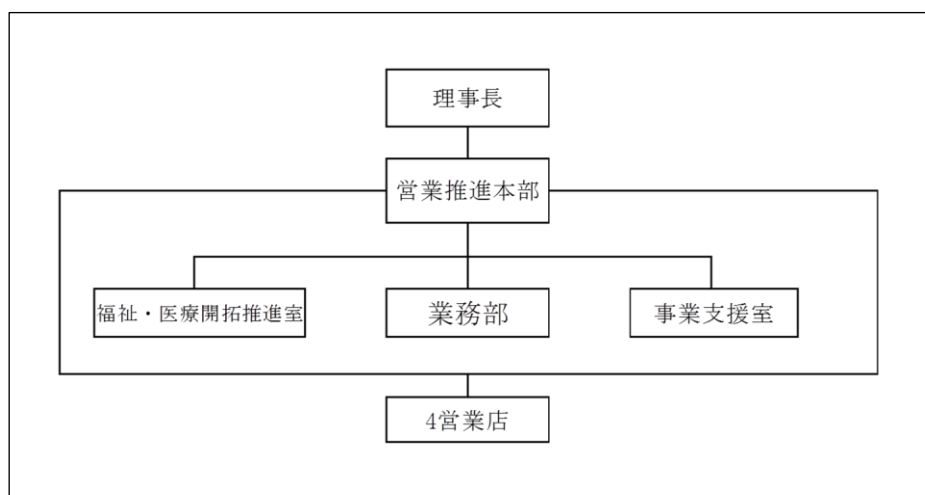 理事長
営業推進本部
福祉・医療開拓推進室
業務部
事業支援室
4営業店